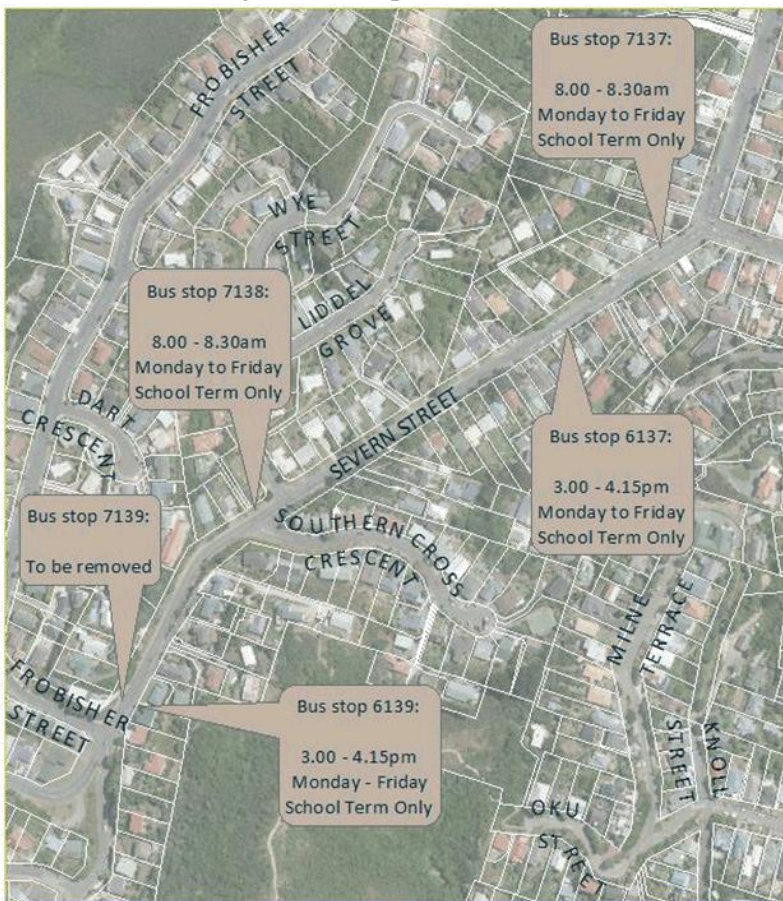 FROBISHER
STREET
Bus stop 7137:
8.00 - 8.30am
Monday to Friday
School Term Only
WYE
STREET
Bus stop 7138:
8.00 - 8.30am
Monday to Friday
School Term Only
LIDDEL
GROVE
DART
CRESCENT
SEVERN STREET
Bus stop 6137:
3.00 - 4.15pm
Monday to Friday
School Term Only
Bus stop 7139:
To be removed
SOUTHERN CROSS
CRESCENT
MILNE
TERRACE
FROBISHER
STREET
Bus stop 6139:
3.00 - 4.15pm
Monday - Friday
School Term Only
KNOLL
STREET
OKU
STREET